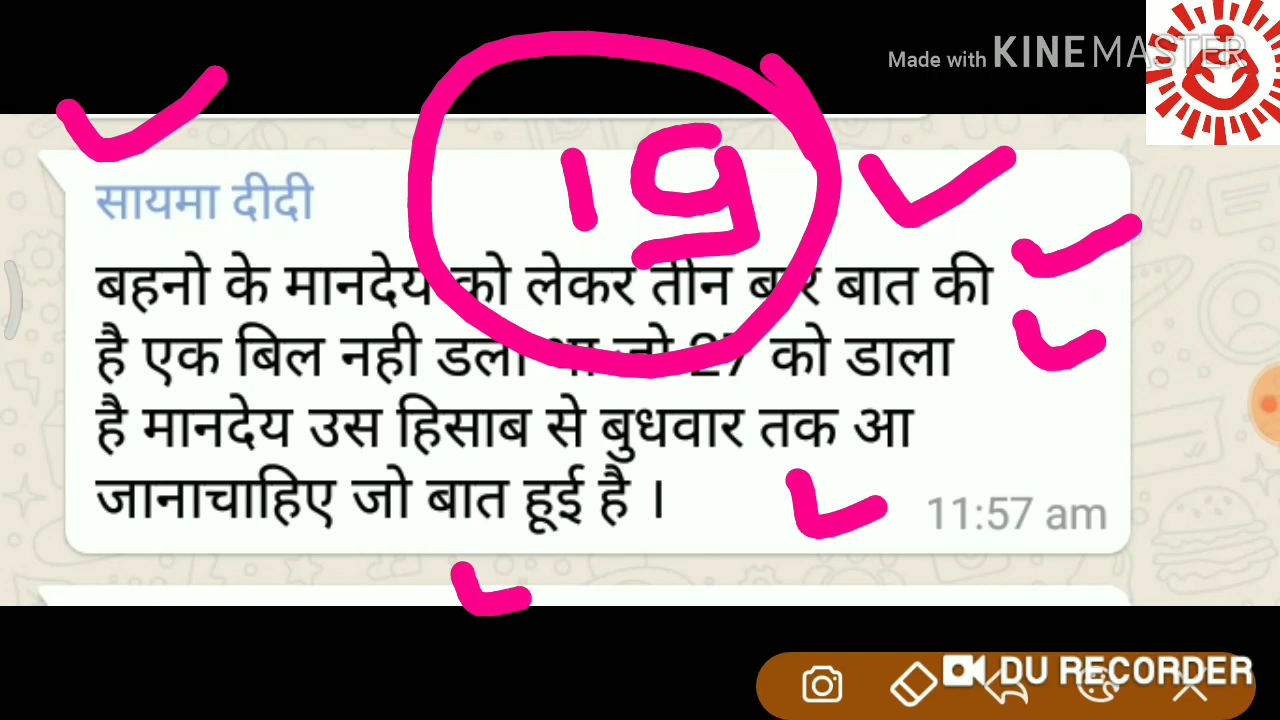 Made with KINEMASTER
19
सायमा दीदी
बहनो के मानदेय को लेकर तीन बार बात की
है एक बिल नही डला था जो 27 को डाला
है मानदेय उस हिसाब से बुधवार तक आ
जानाचाहिए जो बात हूई है ।
11:57 am
DU RECORDER